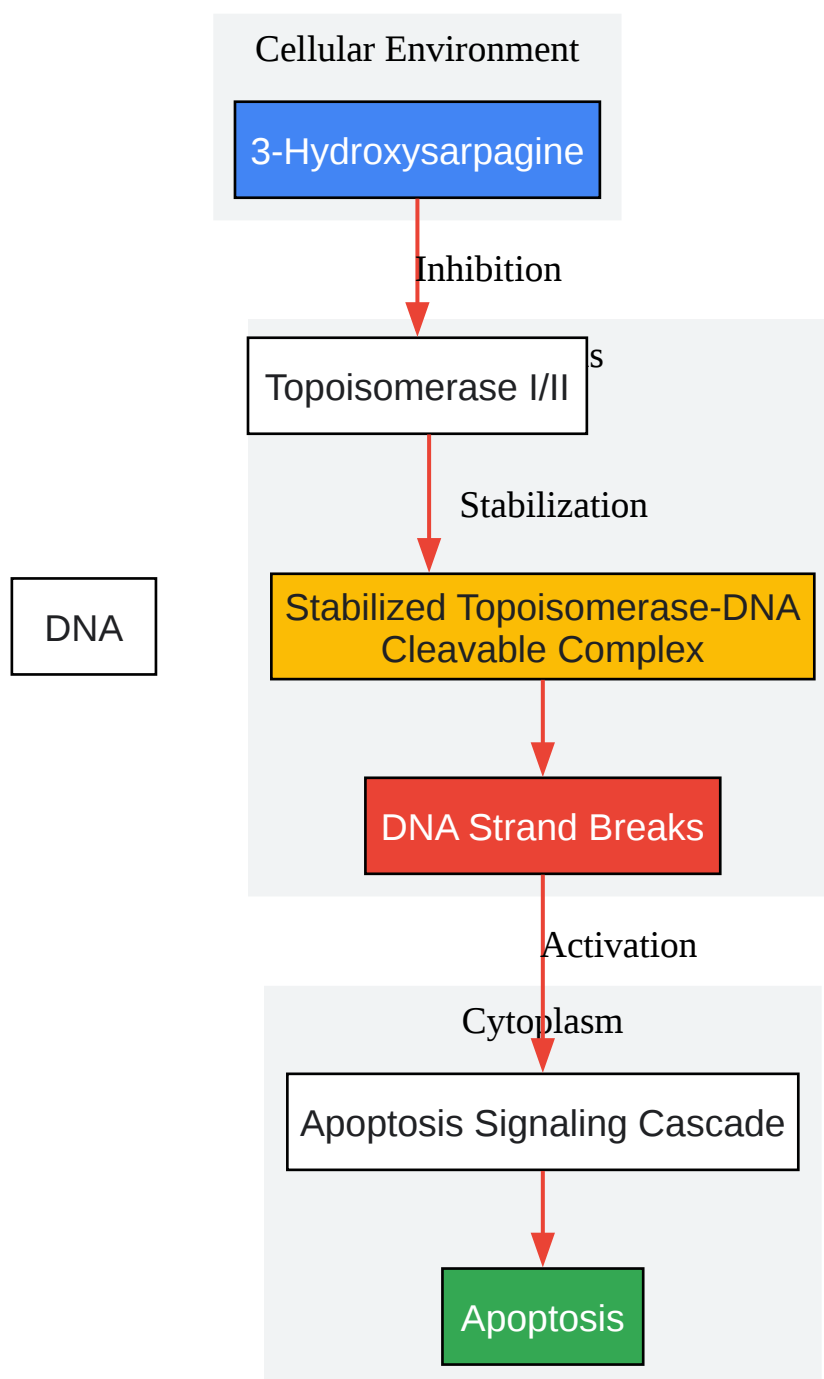 Cellular Environment
3-Hydroxysarpagine
Inhibition
Topoisomerase I/II
Stabilization
DNA
Stabilized Topoisomerase-DNA
Cleavable Complex
DNA Strand Breaks
Activation
Cytoplasm
Apoptosis Signaling Cascade
Apoptosis